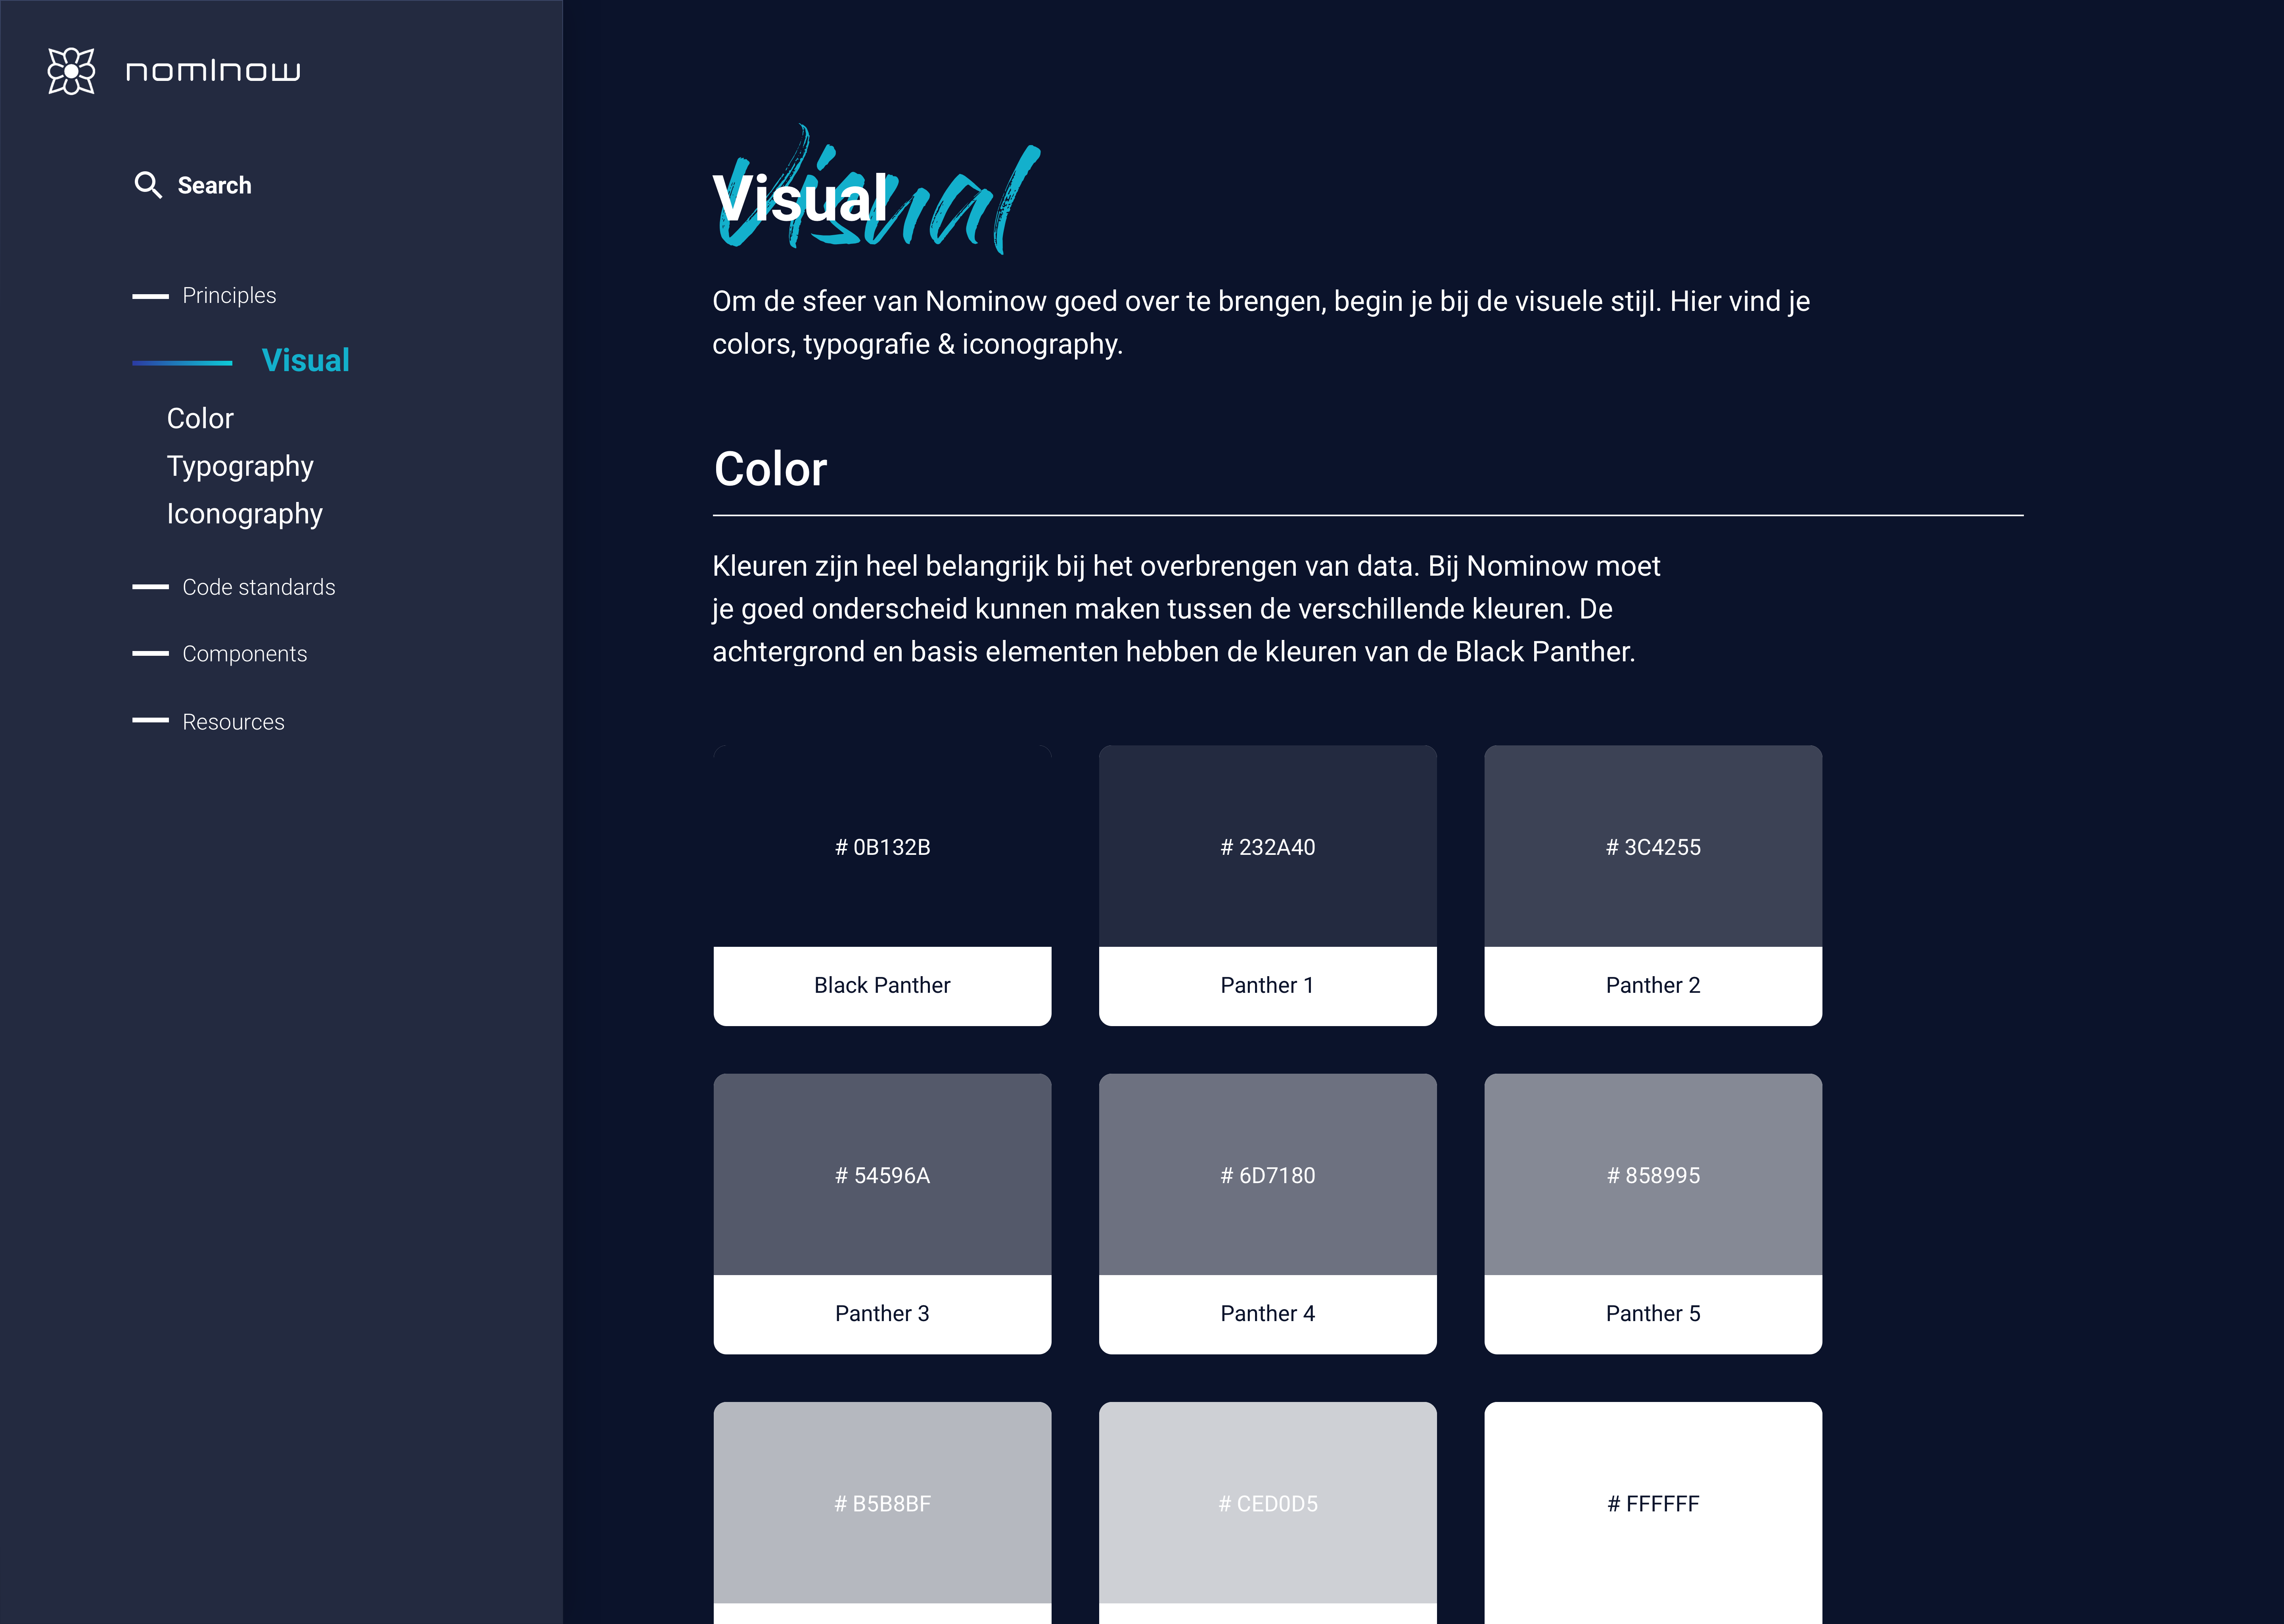 nomInow
Search
Principles
Visual
Color
Typography
Iconography
Code standards
Components
Resources
Visual
Visual
Om de sfeer van Nominow goed over te brengen, begin je bij de visuele stijl. Hier vind je
colors, typografie & iconography.
Color
Kleuren zijn heel belangrijk bij het overbrengen van data. Bij Nominow moet
je goed onderscheid kunnen maken tussen de verschillende kleuren. De
achtergrond en basis elementen hebben de kleuren van de Black Panther.
# 0B132B
# 232A40
# 3C4255
Black Panther
Panther 1
Panther 2
# 54596A
# 6D7180
# 858995
Panther 3
Panther 4
Panther 5
# B5B8BF
# CED0D5
# FFFFFF